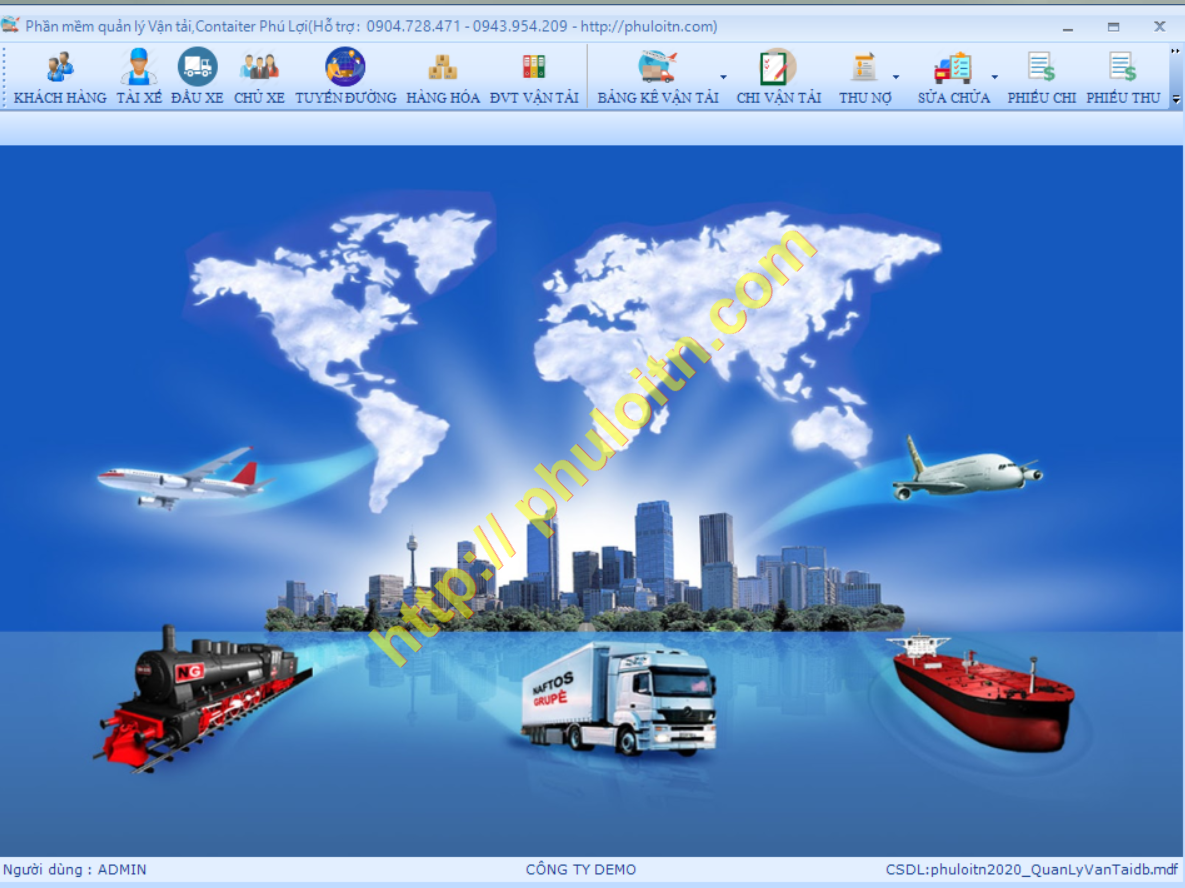 Phần mềm quản lý Vận tải,Contaiter Phú Lợi(Hỗ trợ: 0904.728.471 - 0943.954.209 - http://phuloitn.com)
KHÁCH HÀNG TÀI XẾ ĐẦU XE CHỦ XE TUYẾN ĐƯỜNG HÀNG HÓA ĐVT VẬN TẢI BẢNG KÊ VẬN TẢI CHI VẬN TẢI THU NỢ SỬA CHỮA PHIẾU CHI PHIẾU THU
http:// phuloitn.com
NG
NAFTOS
GRUPĖ
Người dùng : ADMIN CÔNG TY DEMO CSDL:phuloitn2020_QuanLyVanTaidb.mdf